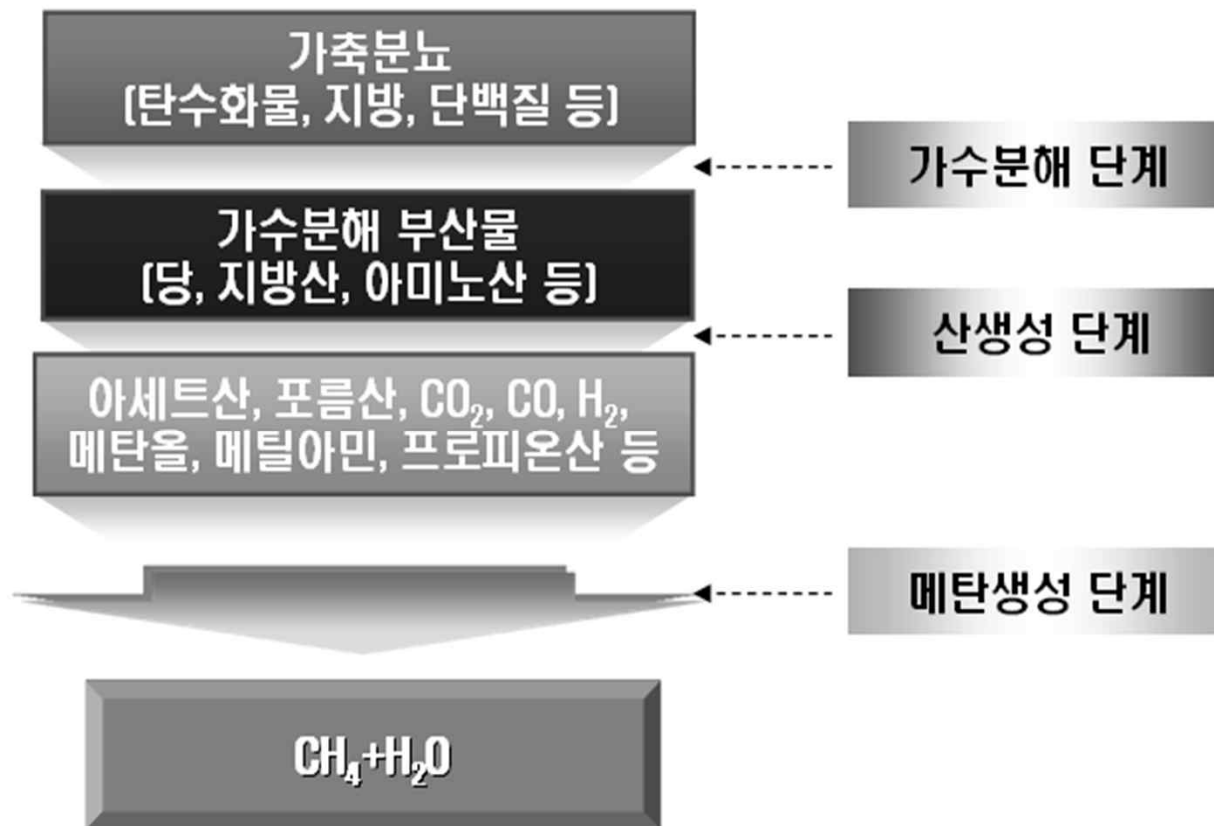 가축분뇨
(탄수화물, 지방, 단백질 등)
가수분해 단계
가수분해 부산물
(당, 지방산, 아미노산 등)
산생성 단계
아세트산, 포름산, CO₂, CO, H₂,
메탄올, 메틸아민, 프로피온산 등
메탄생성 단계
CH₄+H₂O